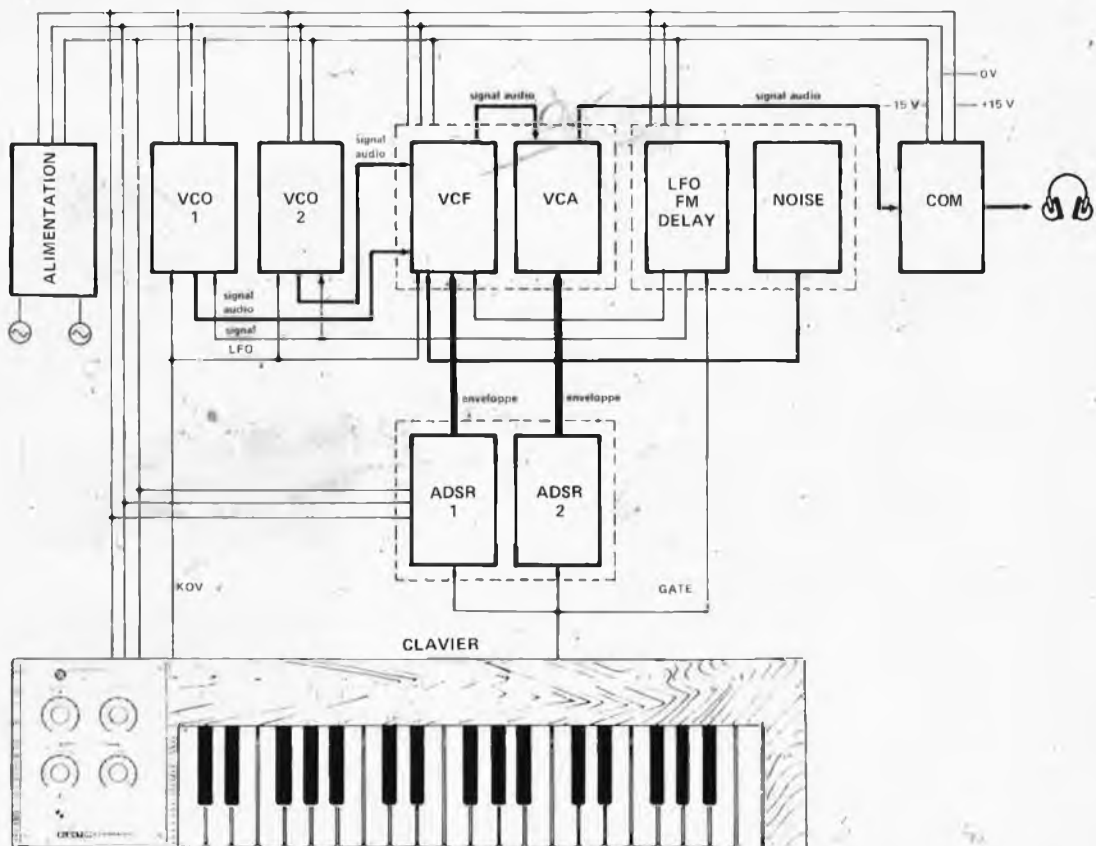 0V
-15 V
+15 V
signal audio
signal audio
signal
audio
ALIMENTATION
VCO
1
VCO
2
VCF
VCA
LFO
FM
DELAY
NOISE
COM
signal
audio
signal
LFO
enveloppe
enveloppe
ADSR
1
ADSR
2
KOV
GATE
CLAVIER